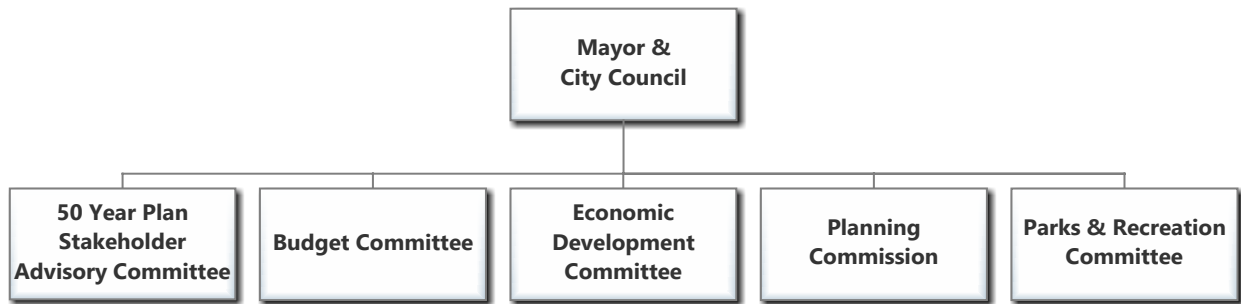 Mayor &
City Council
50 Year Plan
Stakeholder
Advisory Committee
Budget Committee
Economic
Development
Committee
Planning
Commission
Parks & Recreation
Committee